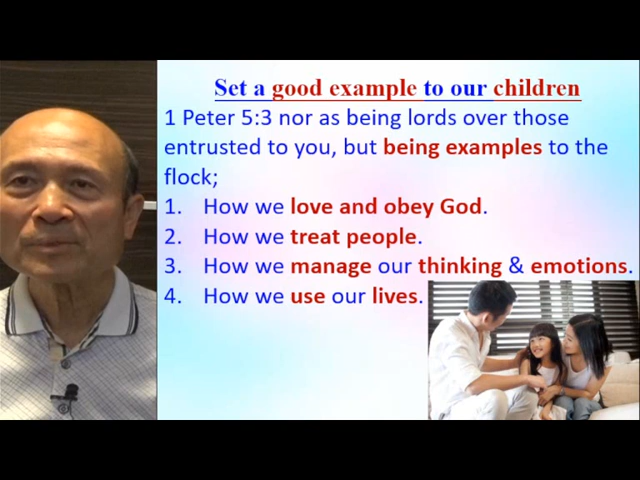 Set a good example to our children
1 Peter 5:3 nor as being lords over those
entrusted to you, but being examples to the
flock;
1. How we love and obey God.
2. How we treat people.
3. How we manage our thinking & emotions.
4. How we use our lives.